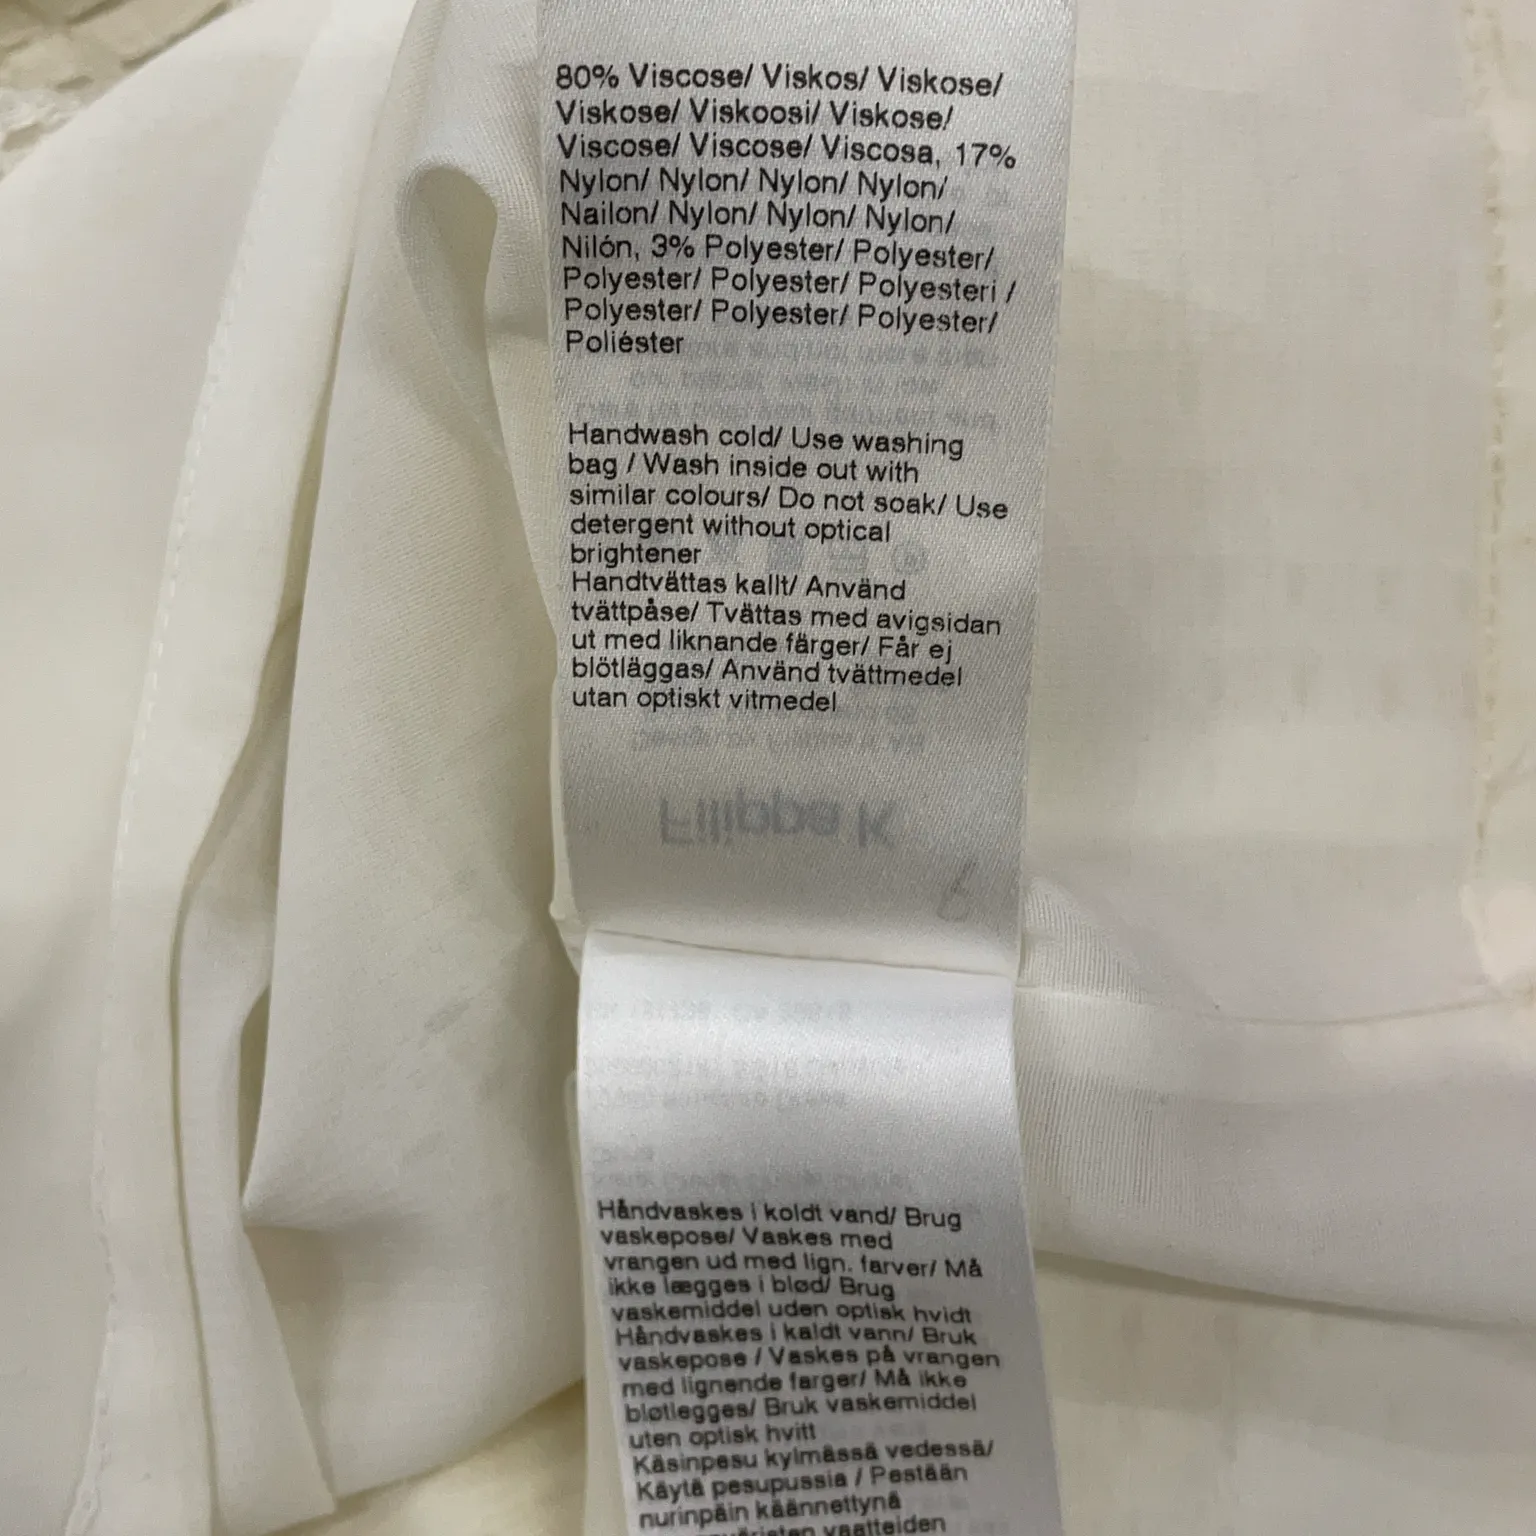 80% Viscose/ Viskos/ Viskose/
Viskose/ Viskoosi/ Viskose/
Viscose/ Viscose/ Viscosa, 17%
Nylon/ Nylon/ Nylon/ Nylon/
Nailon/ Nylon/ Nylon/ Nylon/
Nilón, 3% Polyester/ Polyester/
Polyester/ Polyester/ Polyesteri /
Polyester/ Polyester/ Polyester/
Poliéster
Handwash cold/ Use washing
bag / Wash inside out with
similar colours/ Do not soak/ Use
detergent without optical
brightener
Handtvättas kallt/ Använd
tvättpåse/ Tvättas med avigsidan
ut med liknande färger/ Får ej
blötläggas/ Använd tvättmedel
utan optiskt vitmedel
Filippa K
Håndvaskes i koldt vand/ Brug
vaskepose/ Vaskes med
vrangen ud med lign. farver/ Må
ikke lægges i blød/ Brug
vaskemiddel uden optisk hvidt
Håndvaskes i kaldt vann/ Bruk
vaskepose / Vaskes på vrangen
med lignende farger/ Må ikke
bløtlegges/ Bruk vaskemiddel
uten optisk hvitt
Käsinpesu kylmässä vedessä/
Käytä pesupussia / Pestään
nurinpäin käännettynä
vaatteiden